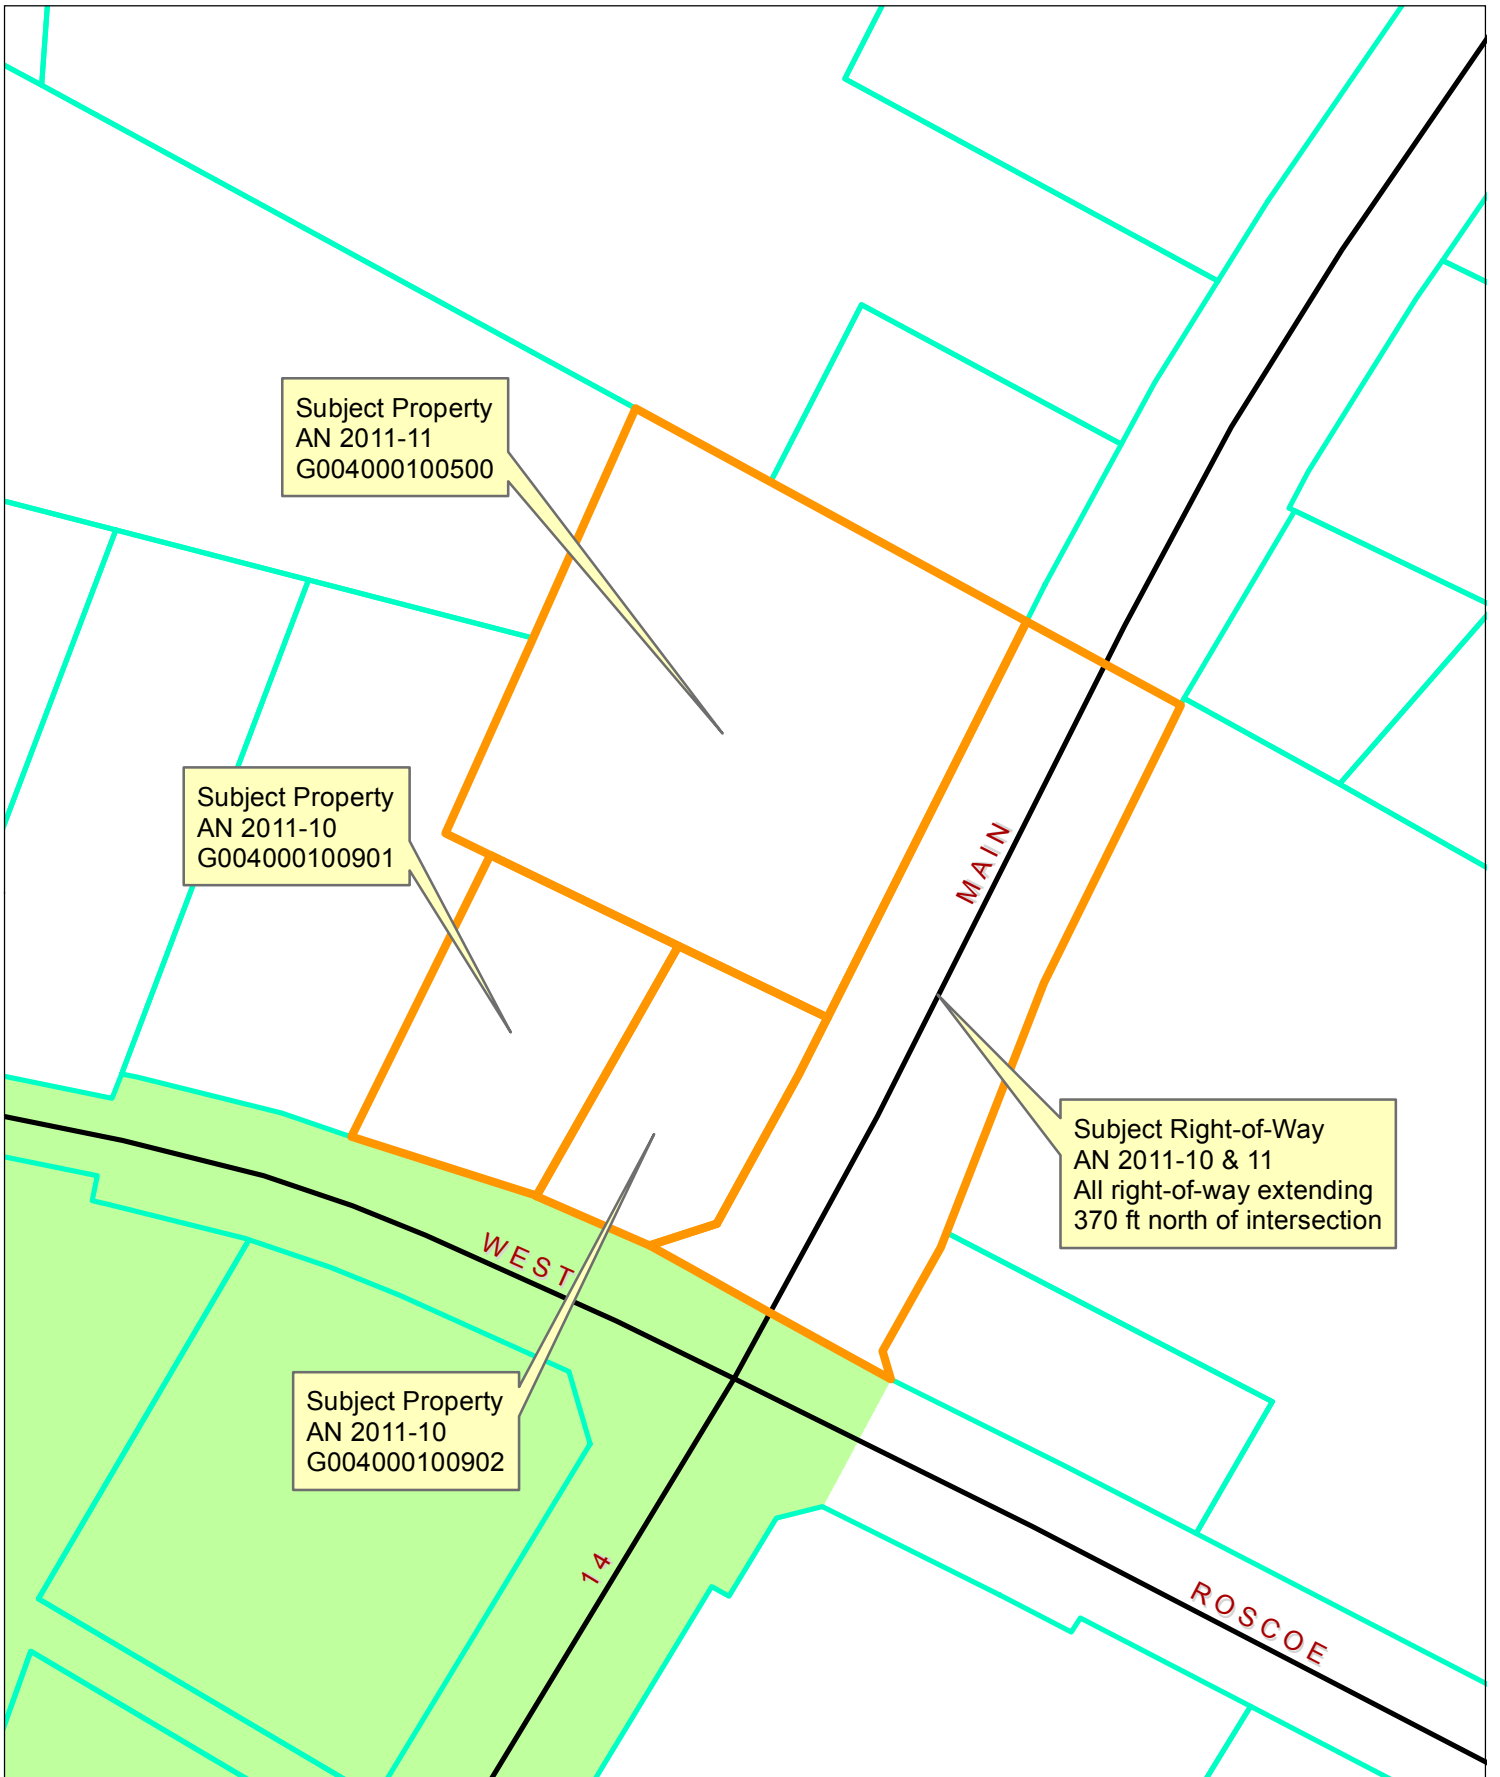 Subject Property
AN 2011-11
G004000100500
Subject Property
AN 2011-10
G004000100901
MAIN
Subject Right-of-Way
AN 2011-10 & 11
All right-of-way extending
370 ft north of intersection
WEST
Subject Property
AN 2011-10
G004000100902
14
ROSCOE